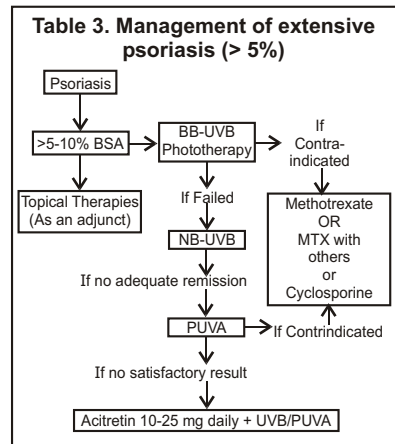 Table 3. Management of extensive
psoriasis (> 5%)
Psoriasis
>5-10% BSA
BB-UVB
Phototherapy
If
Contra-
indicated
Topical Therapies
(As an adjunct)
If Failed
Methotrexate
OR
MTX with
others
or
Cyclosporine
NB-UVB
If no adequate remission
PUVA
If Contrindicated
If no satisfactory result
Acitretin 10-25 mg daily + UVB/PUVA